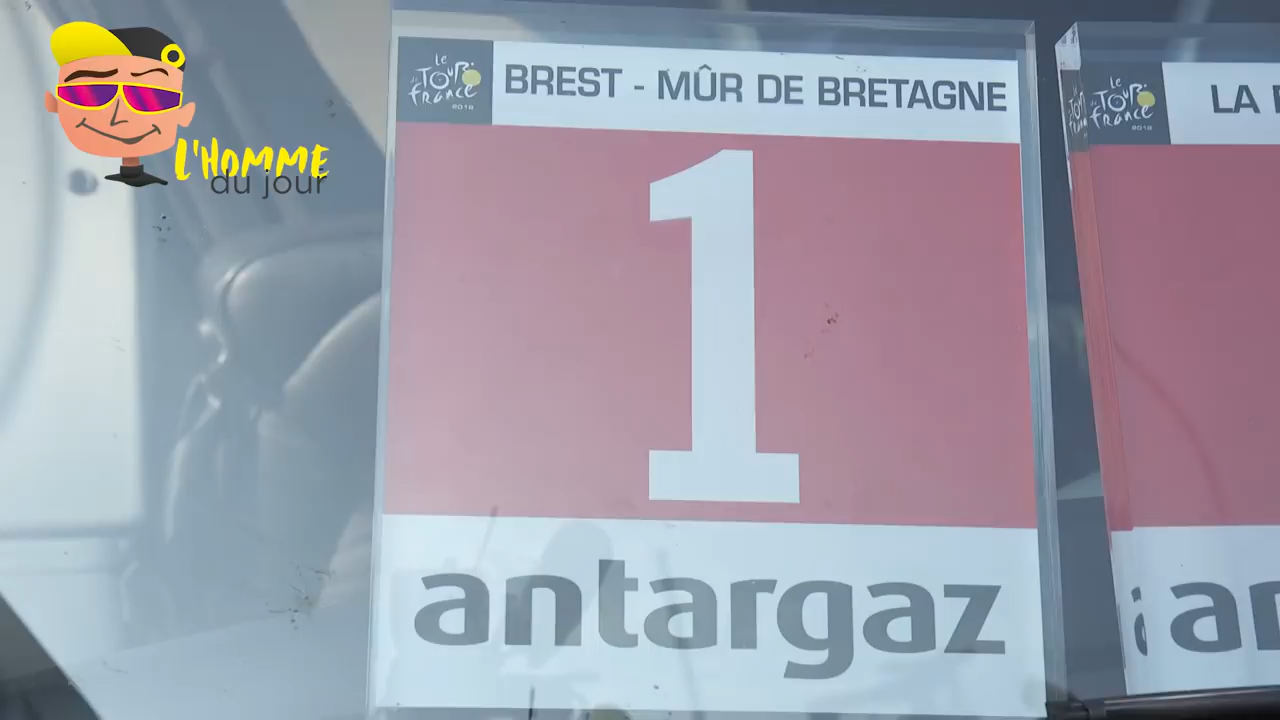 L'HOMME
du jour
Le
TOUR
de
france
2018
BREST - MÛR DE BRETAGNE
1
antargaz
Le
TOUR
de
france
2018
LA
an